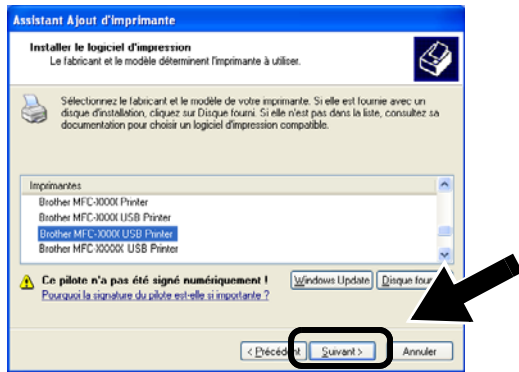 Assistant Ajout d'imprimante
Installer le logiciel d'impression
Le fabricant et le modèle déterminent l'imprimante à utiliser.
Sélectionnez le fabricant et le modèle de votre imprimante. Si elle est fournie avec un
disque d'installation, cliquez sur Disque fourni. Si elle n'est pas dans la liste, consultez sa
documentation pour choisir un logiciel d'impression compatible.
Imprimantes
Brother MFC-XXXX Printer
Brother MFC-XXXX USB Printer
Brother MFC-XXXX USB Printer
Brother MFC-XXXXX USB Printer
Ce pilote n'a pas été signé numériquement !
Pourquoi la signature du pilote est-elle si importante ?
Windows Update
Disque four
< Précédent
Suivant >
Annuler